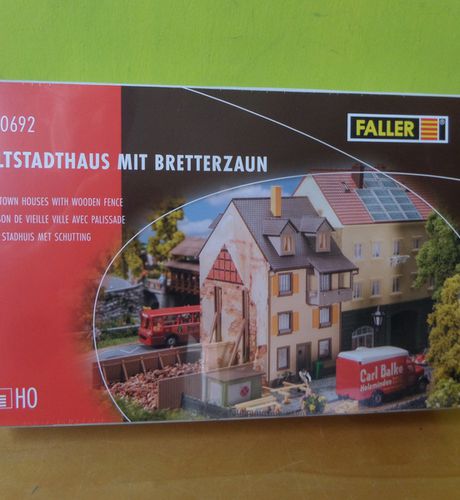 0692
FALLER
LTSTADTHAUS MIT BRETTERZAUN
TOWN HOUSES WITH WOODEN FENCE
SON DE VIEILLE VILLE AVEC PALISSADE
STADHUIS MET SCHUTTING
Carl Balke
Holzminden
H0